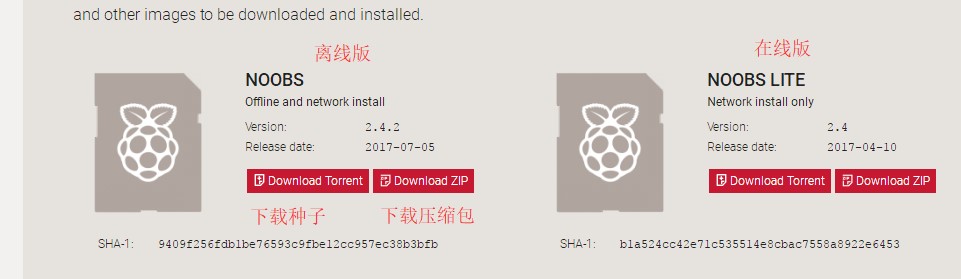 and other images to be downloaded and installed.
离线版
NOOBS
Offline and network install
Version: 2.4.2
Release date: 2017-07-05
Download Torrent Download ZIP
下载种子 下载压缩包
SHA-1: 9409f256fdb1be76593c9fbe12cc957ec38b3bfb
在线版
NOOBS LITE
Network install only
Version: 2.4
Release date: 2017-04-10
Download Torrent Download ZIP
SHA-1: b1a524cc42e71c535514e8cbac7558a8922e6453